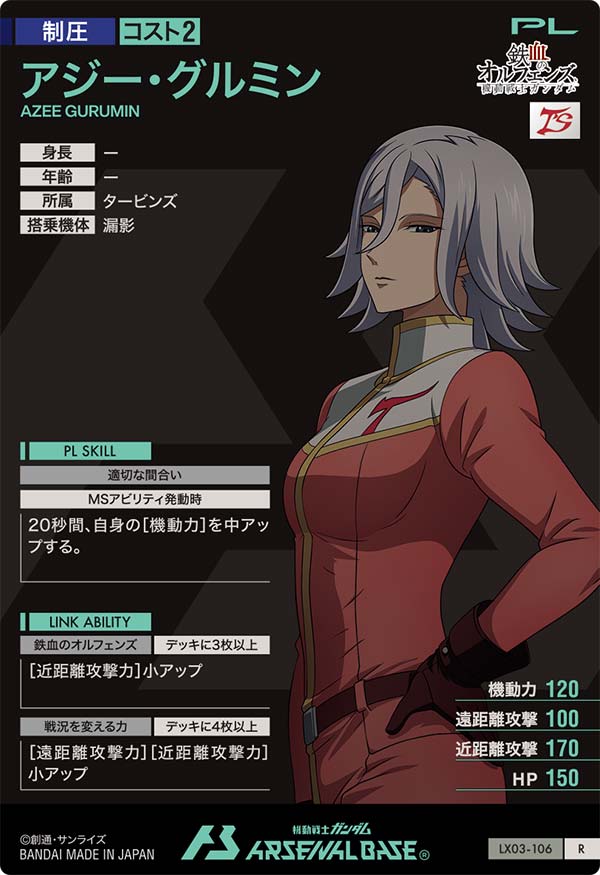 制圧 コスト2 PL
アジー・グルミン
AZEE GURUMIN
鉄血の
オルフェンズ
機動戦士ガンダム
T'S
身長 ー
年齢 ー
所属 タービンズ
搭乗機体 漏影
PL SKILL
適切な間合い
MSアビリティ発動時
20秒間、自身の[機動力]を中アッ
プする。
LINK ABILITY
鉄血のオルフェンズ デッキに3枚以上
[近距離攻撃力]小アップ
戦況を変える力 デッキに4枚以上
[遠距離攻撃力][近距離攻撃力]
小アップ
機動力 120
遠距離攻撃 100
近距離攻撃 170
HP 150
©創通・サンライズ
BANDAI MADE IN JAPAN
機動戦士ガンダム
AB ARSENAL BASE®
LX03-106 R